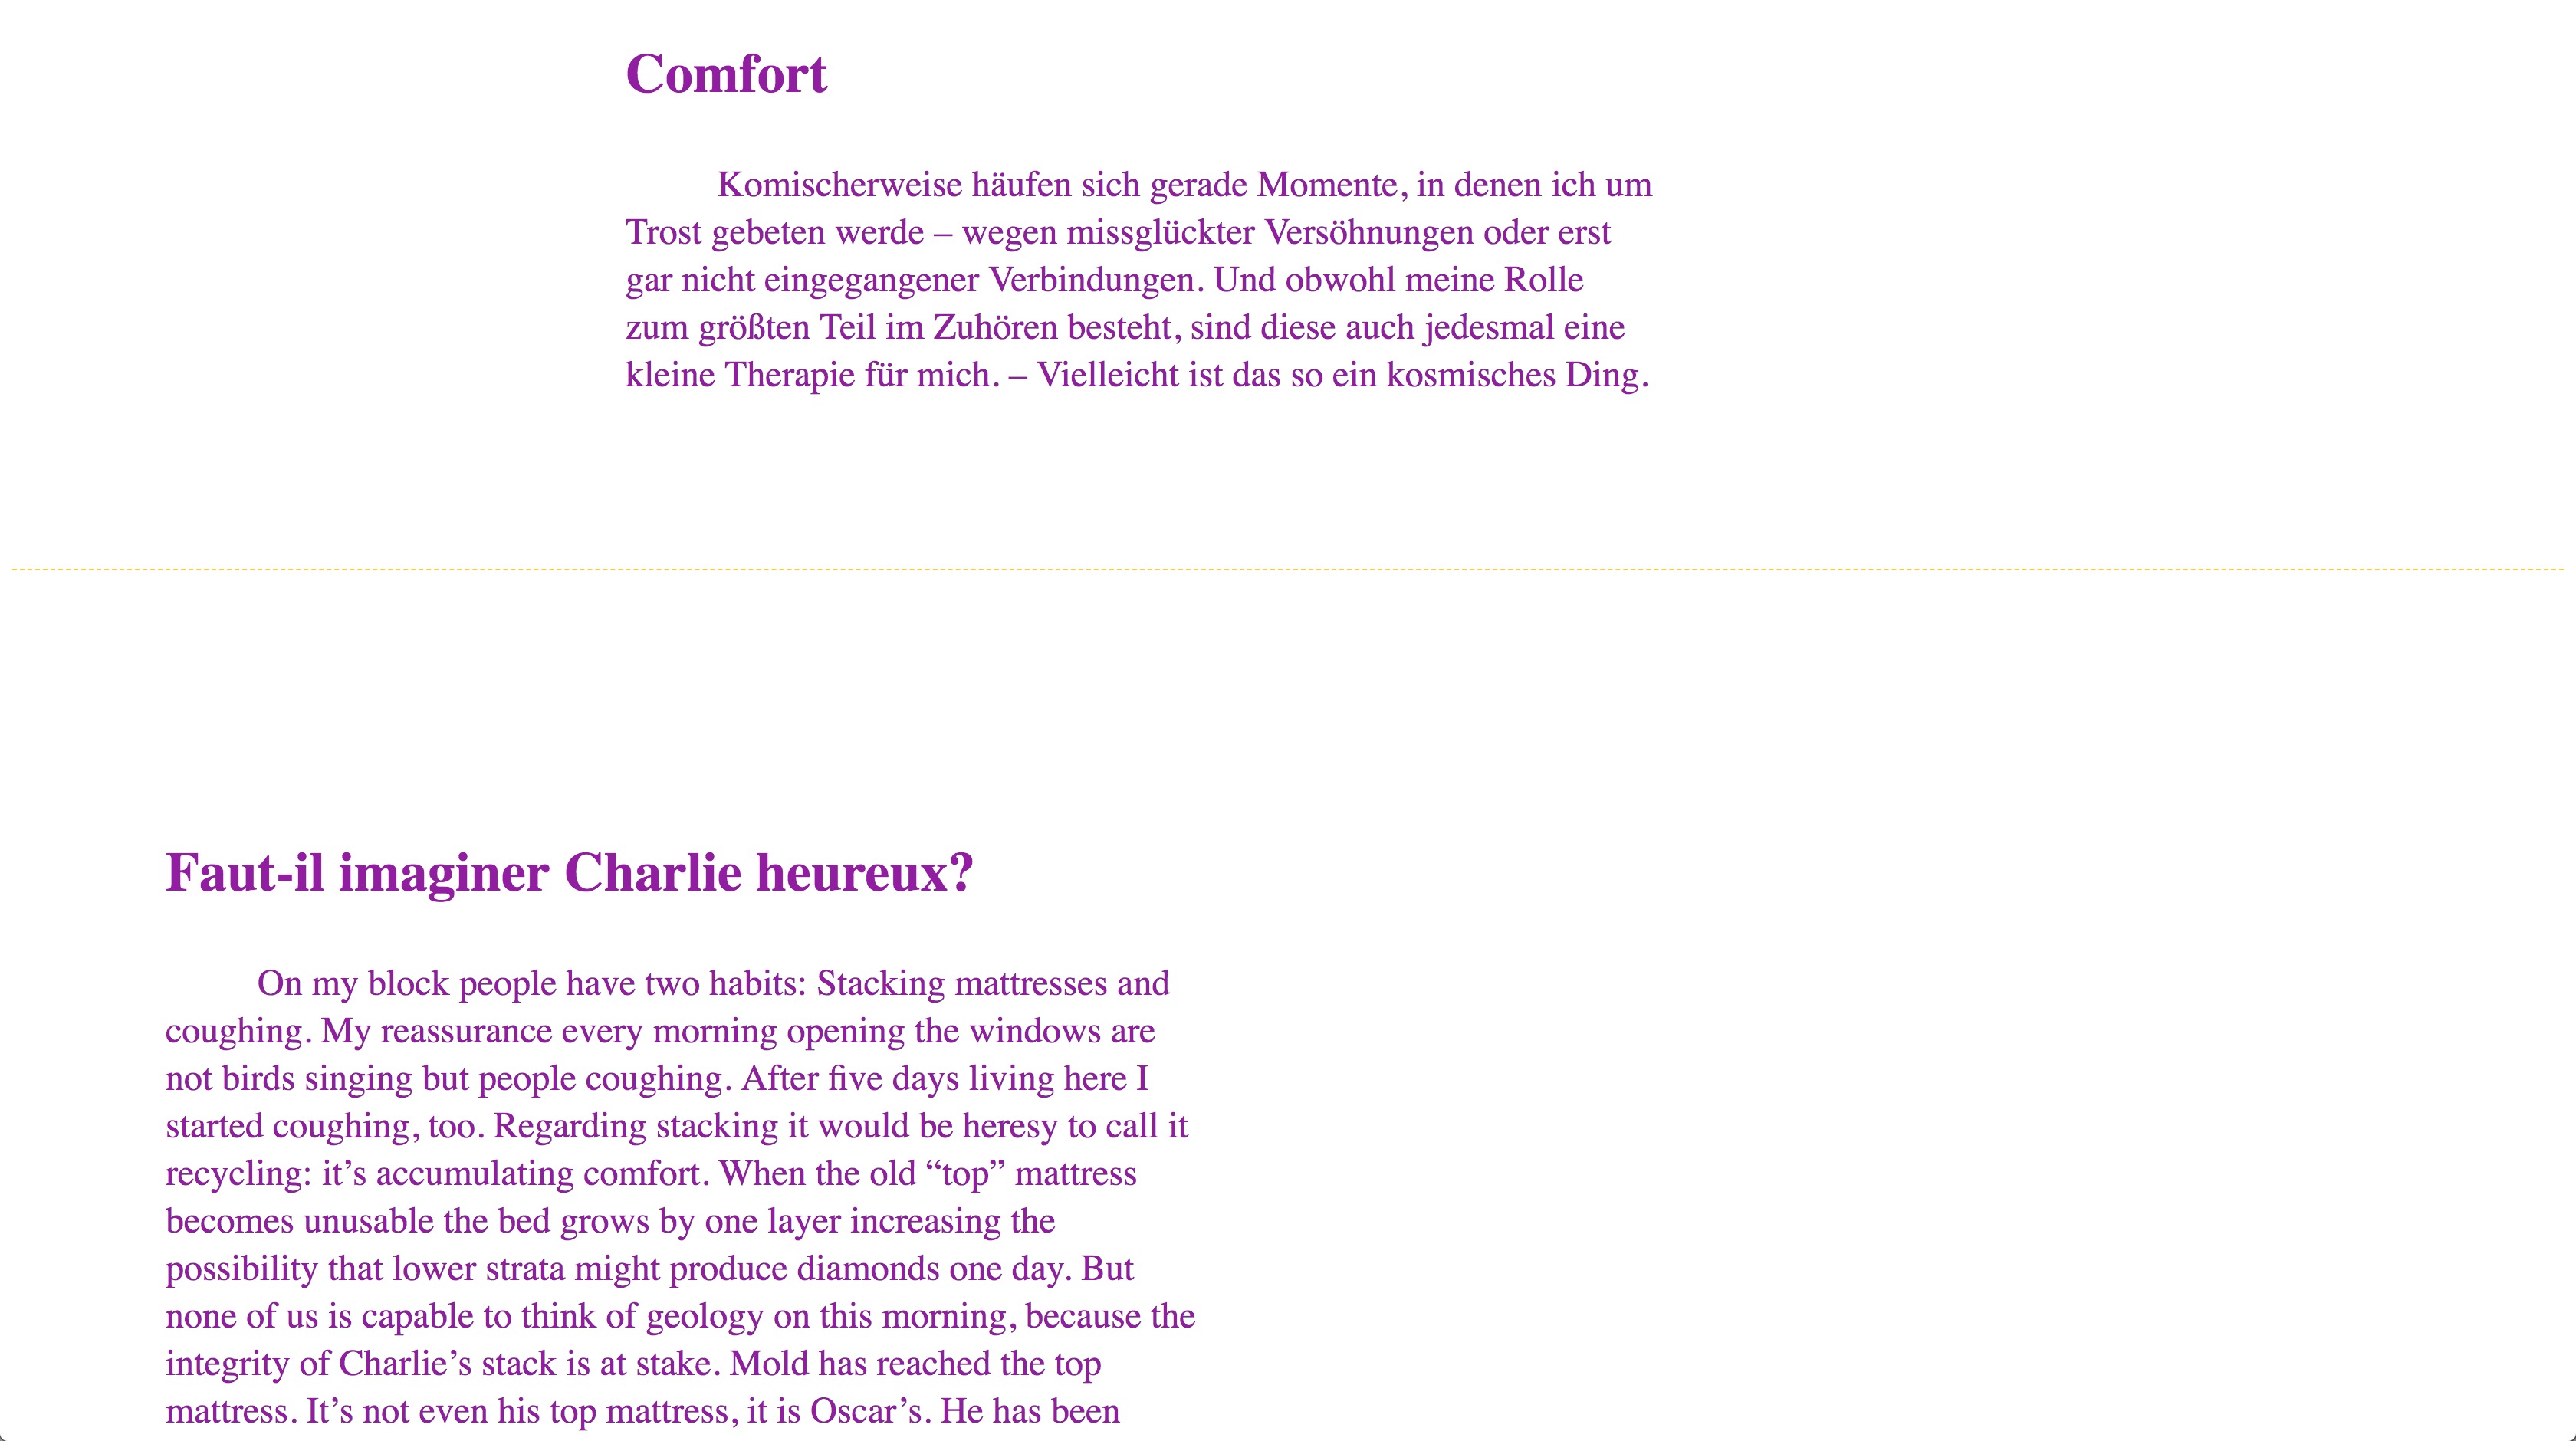 Comfort
Komischerweise häufen sich gerade Momente, in denen ich um
Trost gebeten werde – wegen missglückter Versöhnungen oder erst
gar nicht eingegangener Verbindungen. Und obwohl meine Rolle
zum größten Teil im Zuhören besteht, sind diese auch jedesmal eine
kleine Therapie für mich. – Vielleicht ist das so ein kosmisches Ding.
Faut-il imaginer Charlie heureux?
On my block people have two habits: Stacking mattresses and
coughing. My reassurance every morning opening the windows are
not birds singing but people coughing. After five days living here I
started coughing, too. Regarding stacking it would be heresy to call it
recycling: it’s accumulating comfort. When the old “top” mattress
becomes unusable the bed grows by one layer increasing the
possibility that lower strata might produce diamonds one day. But
none of us is capable to think of geology on this morning, because the
integrity of Charlie’s stack is at stake. Mold has reached the top
mattress. It’s not even his top mattress, it is Oscar’s. He has been